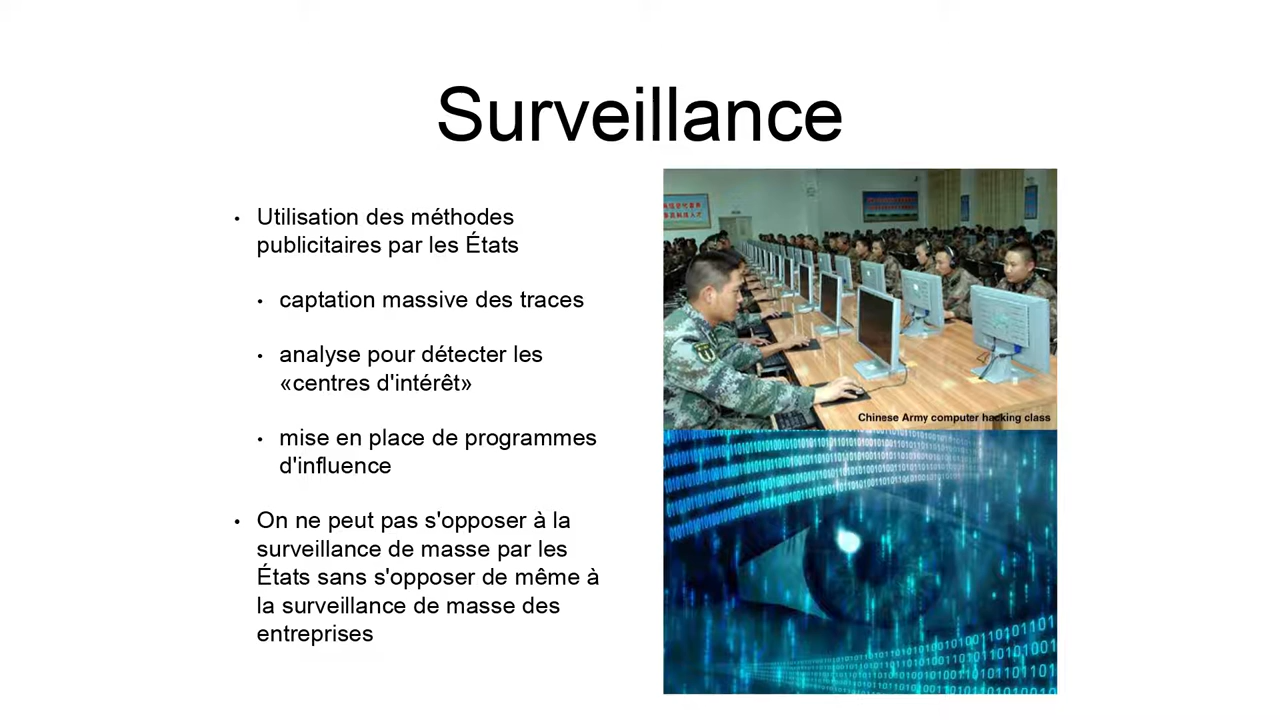 Surveillance
• Utilisation des méthodes
publicitaires par les États
• captation massive des traces
• analyse pour détecter les
«centres d'intérêt»
• mise en place de programmes
d'influence
• On ne peut pas s'opposer à la
surveillance de masse par les
États sans s'opposer de même à
la surveillance de masse des
entreprises
Chinese Army computer hacking class